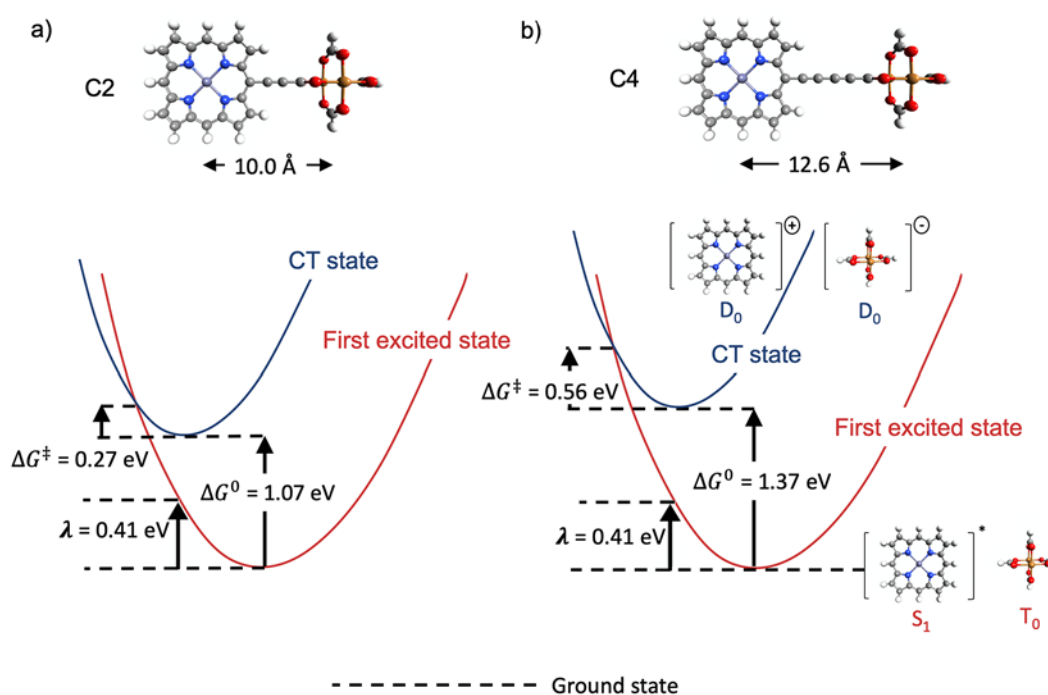 a)
C2
10.0 Å
CT state
First excited state
ΔG‡ = 0.27 eV
ΔG⁰ = 1.07 eV
λ = 0.41 eV
b)
C4
12.6 Å
+
-
D₀
D₀
CT state
ΔG‡ = 0.56 eV
First excited state
ΔG⁰ = 1.37 eV
λ = 0.41 eV
*
S₁
T₀
Ground state